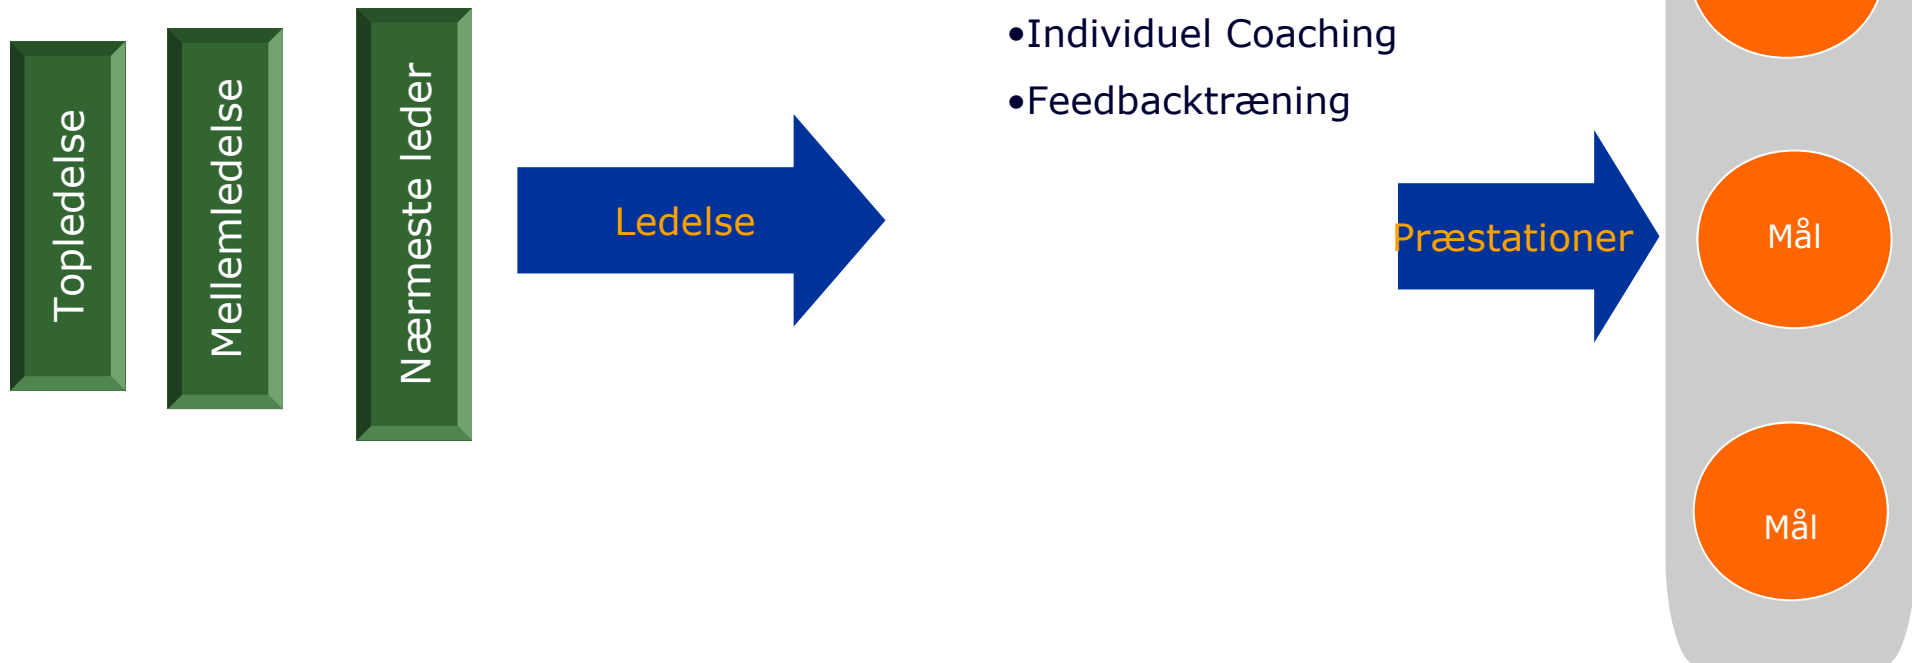 Topledelse
Mellemledelse
Nærmeste leder
Ledelse
•Individuel Coaching
•Feedbacktræning
Præstationer
Mål
Mål